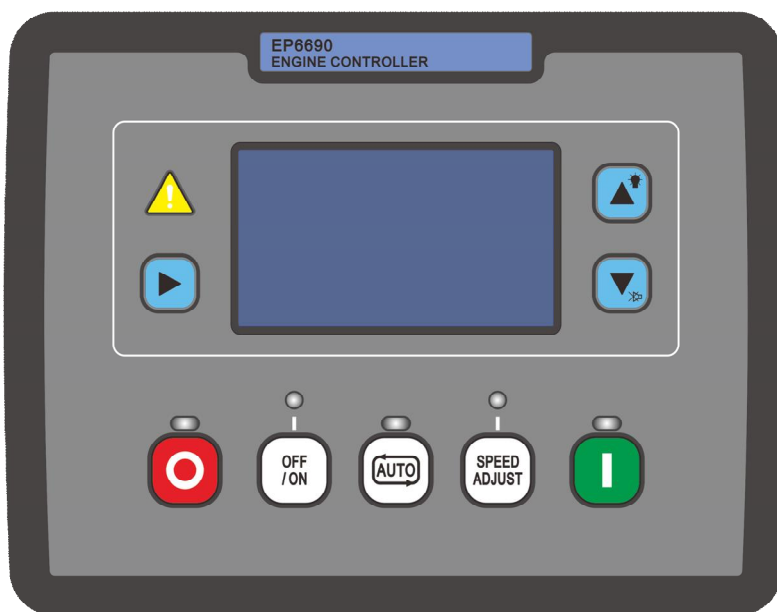 EP6690
ENGINE CONTROLLER
OFF
/ON
AUTO
SPEED
ADJUST